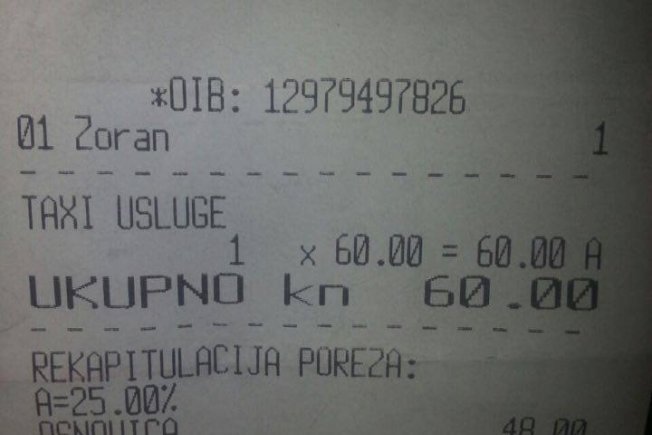 *OIB: 12979497826
01 Zoran 1
TAXI USLUGE
1 x 60.00 = 60.00 A
UKUPNO kn 60.00
REKAPITULACIJA POREZA:
A=25.00%
OSNOVICA 48.00